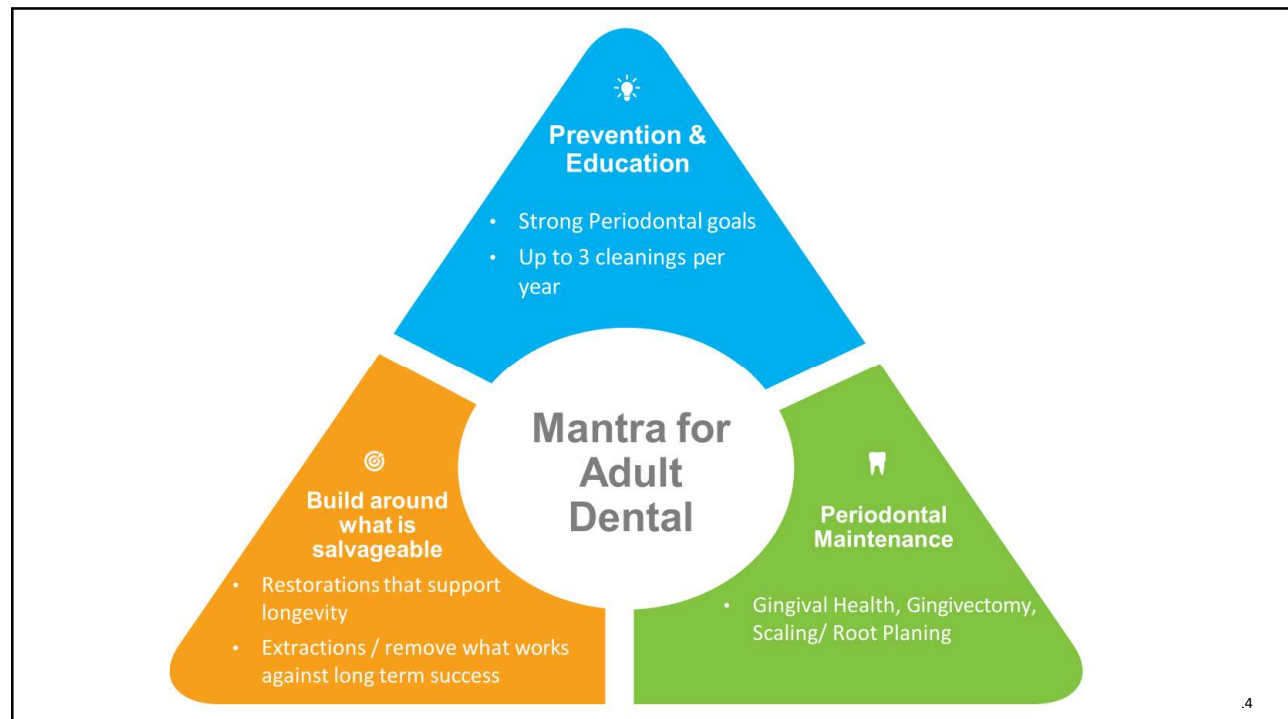 Prevention &
Education
• Strong Periodontal goals
• Up to 3 cleanings per
year
Mantra for
Adult
Dental
Build around
what is
salvageable
• Restorations that support
longevity
• Extractions / remove what works
against long term success
Periodontal
Maintenance
• Gingival Health, Gingivectomy,
Scaling/ Root Planing
.4